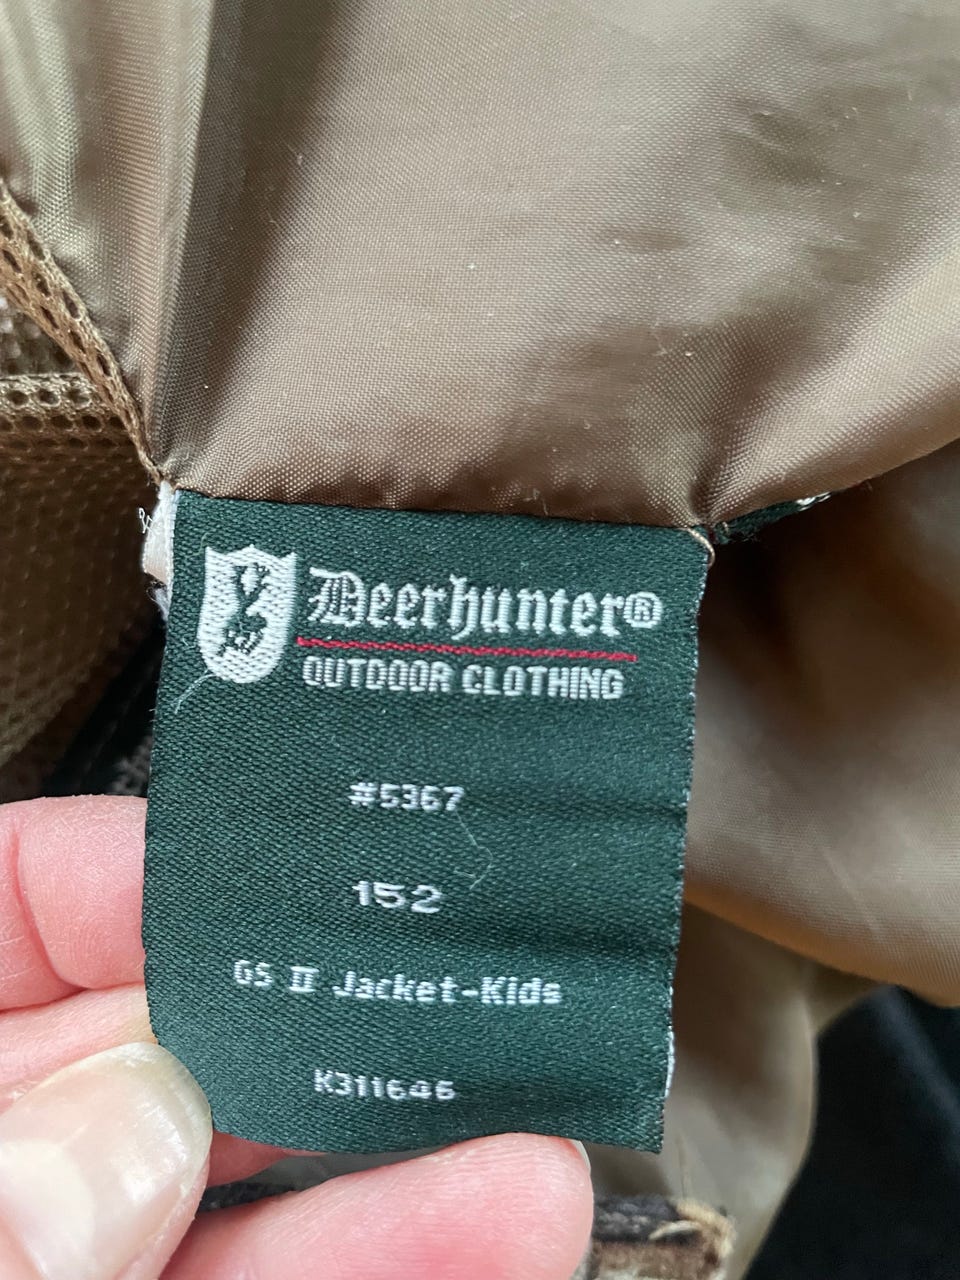 Deerhunter®
OUTDOOR CLOTHING
#5367
152
GS II Jacket-Kids
K311646